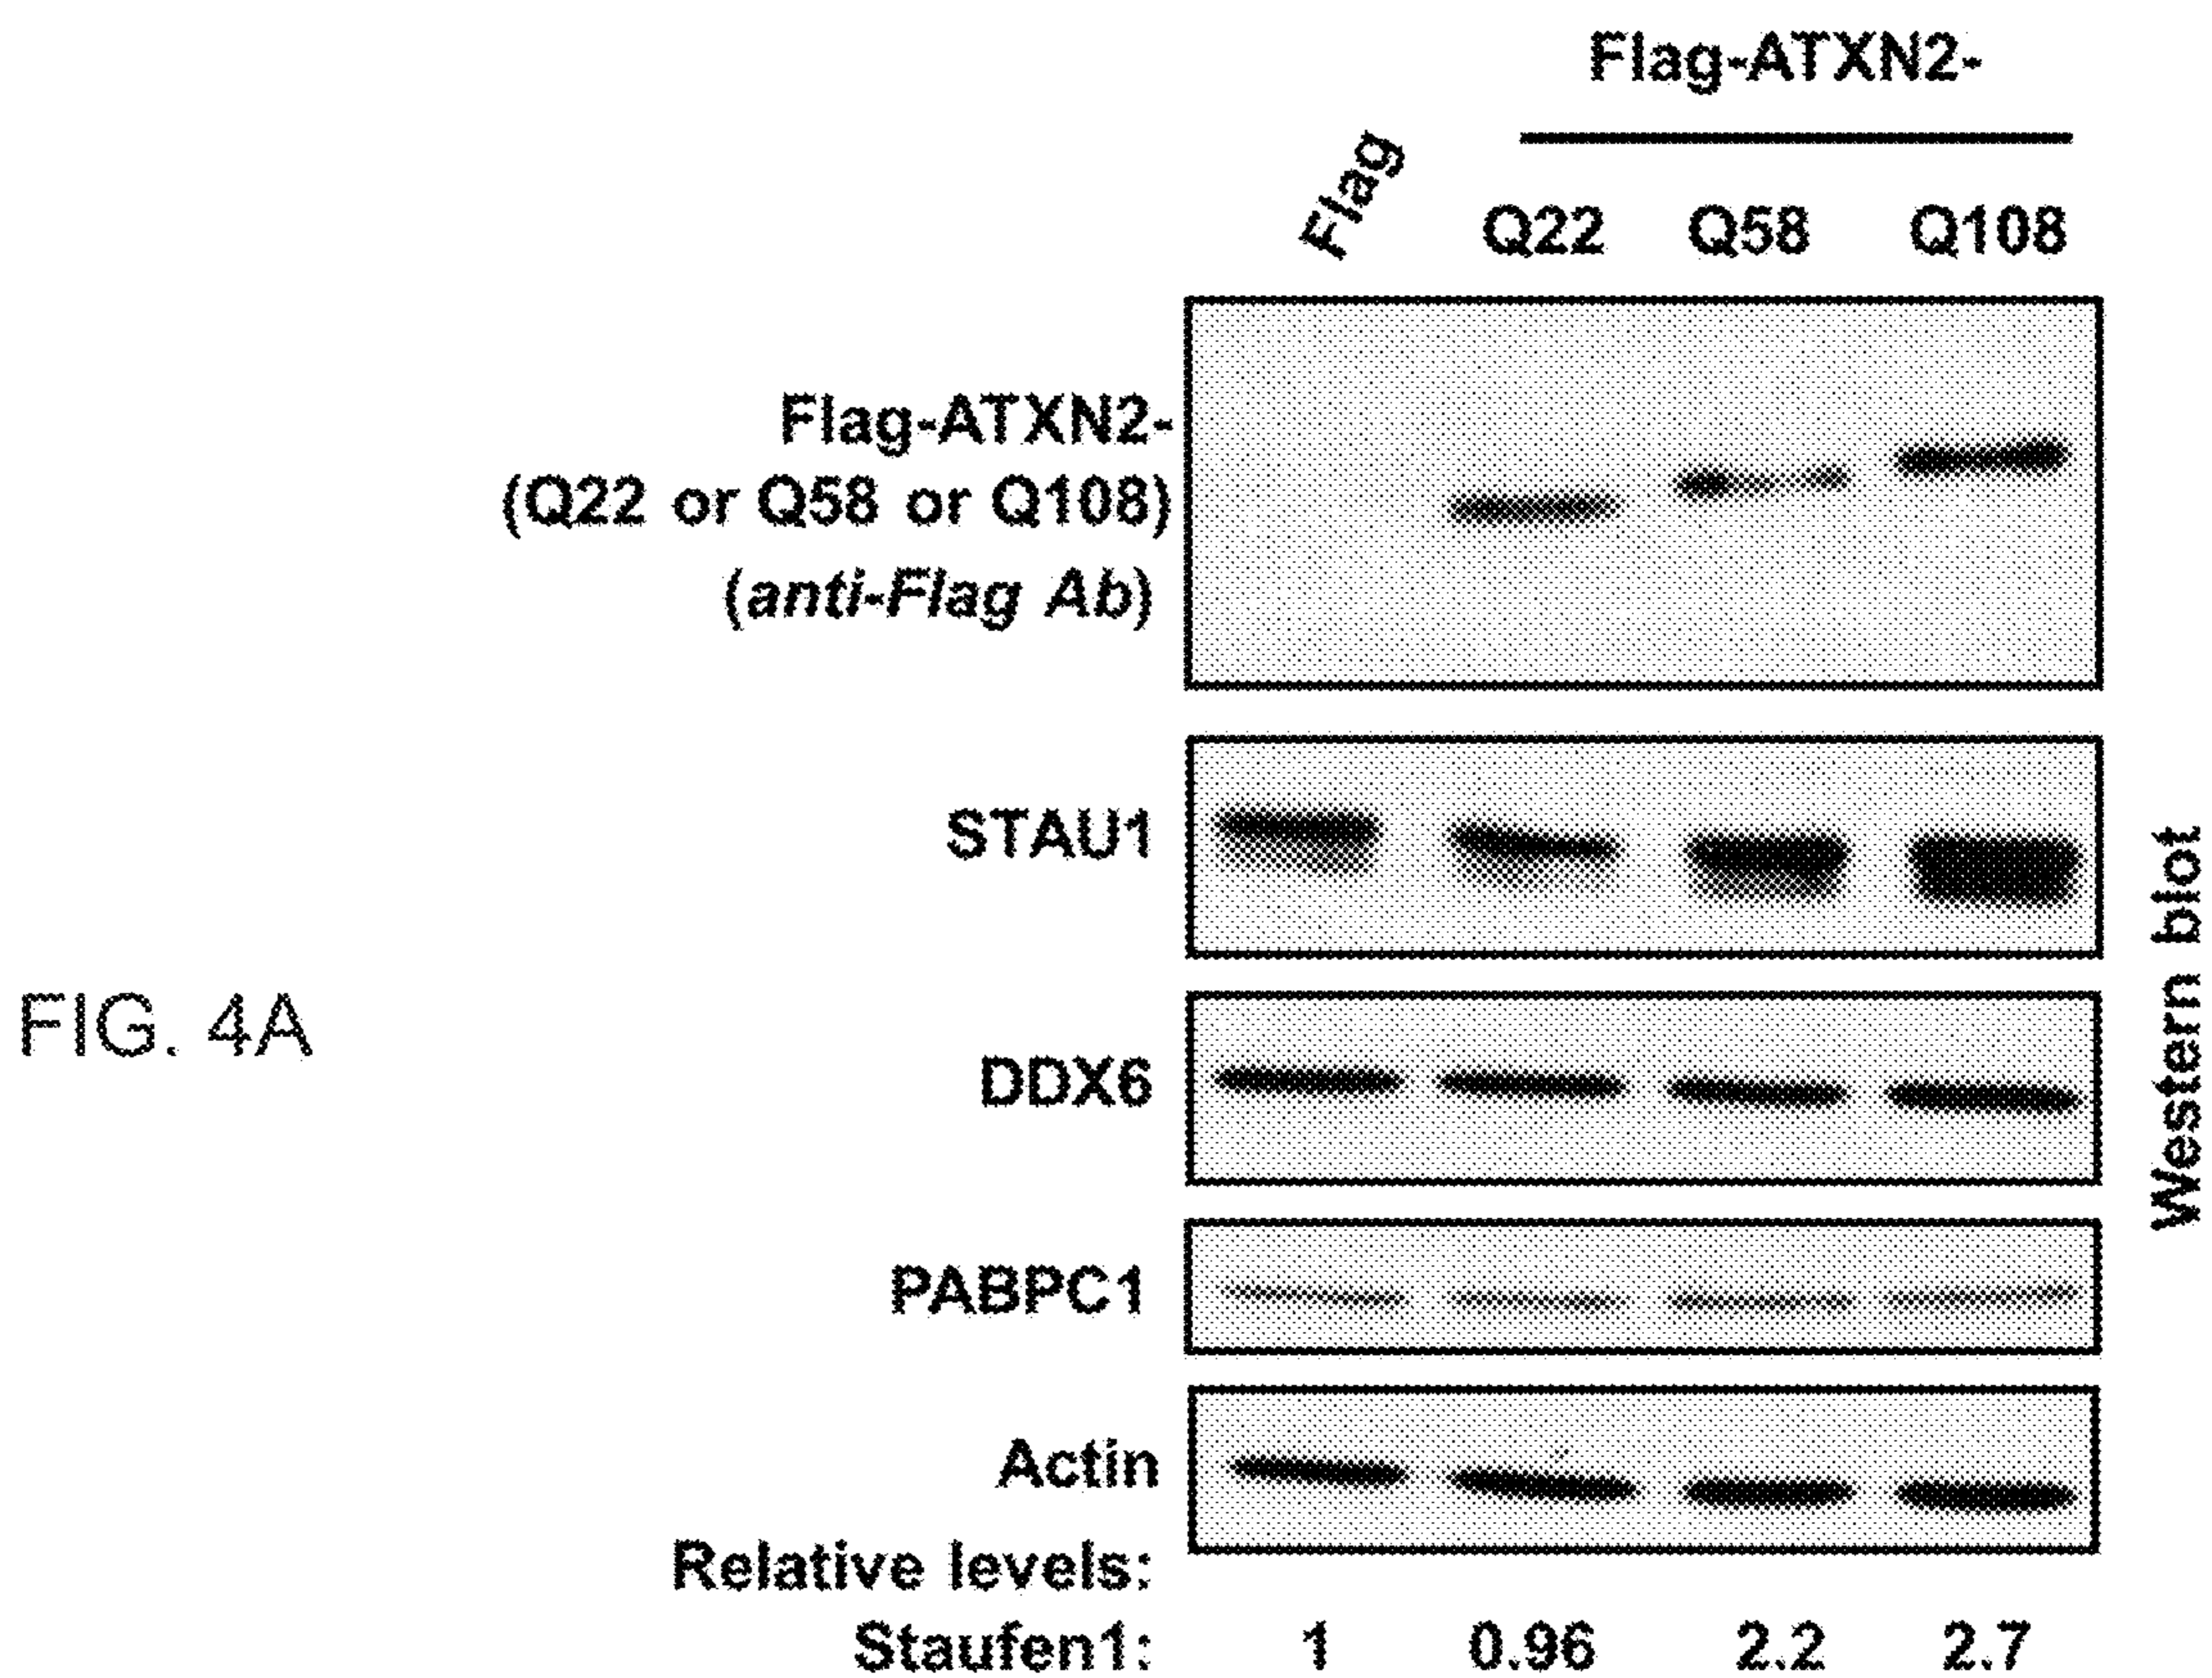 Flag-ATXN2-
Flag Q22 Q58 Q108
Flag-ATXN2-
(Q22 or Q58 or Q108)
(anti-Flag Ab)
STAU1
DDX6
PABPC1
Actin
Relative levels:
Staufen1: 1 0.96 2.2 2.7
Western blot
FIG. 4A